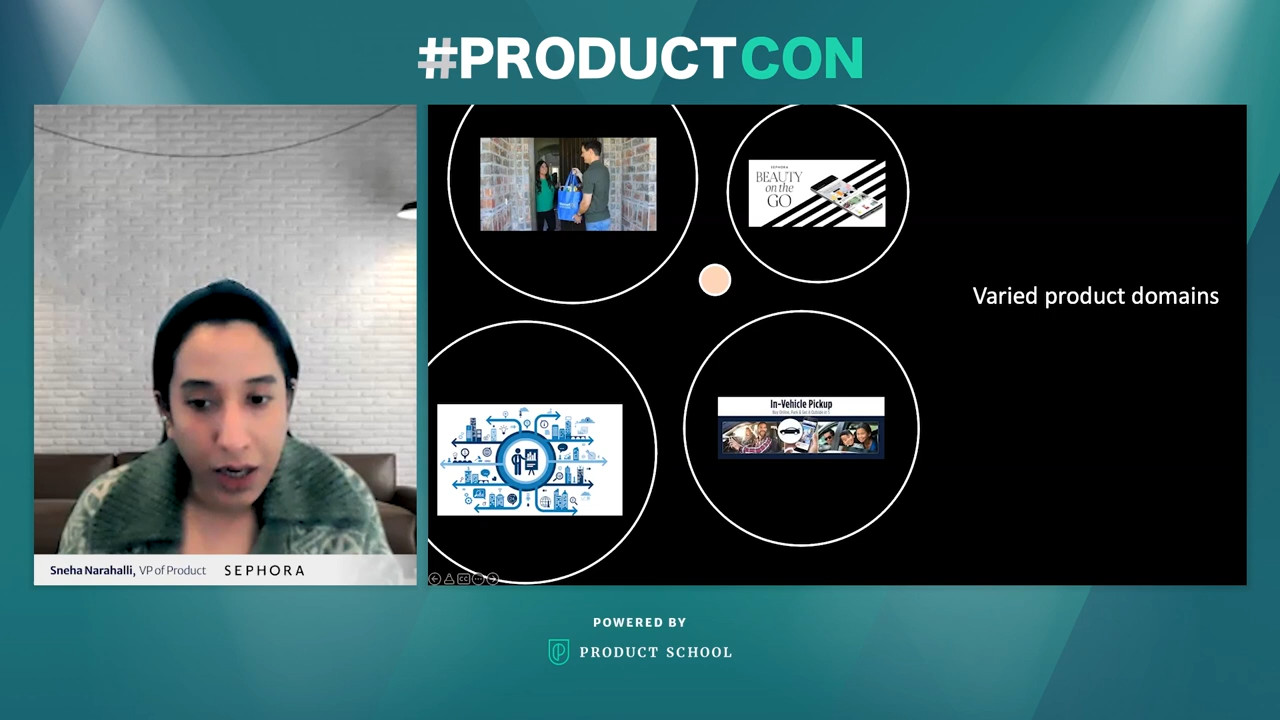 #PRODUCTCON
SEPHORA
BEAUTY
on the
GO
Varied product domains
In-Vehicle Pickup
Sneha Narahalli, VP of Product SEPHORA
CC
POWERED BY
PRODUCT SCHOOL